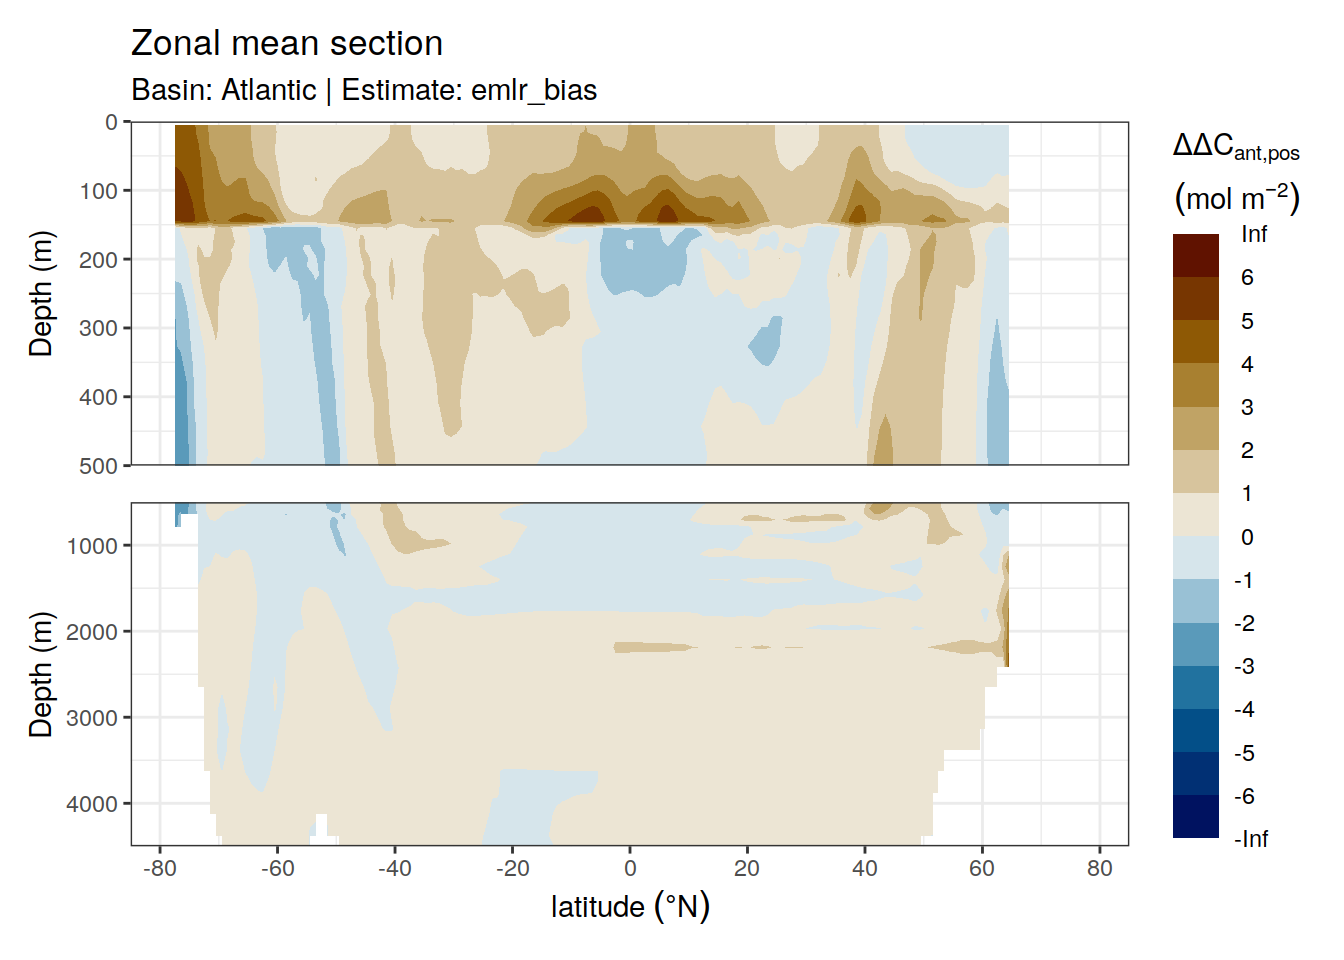 Zonal mean section
Basin: Atlantic | Estimate: emlr_bias
Depth (m)
0
100
200
300
400
500
Depth (m)
1000
2000
3000
4000
-80 -60 -40 -20 0 20 40 60 80
latitude (°N)
ΔΔC_ant,pos
(mol m⁻²)
Inf
6
5
4
3
2
1
0
-1
-2
-3
-4
-5
-6
-Inf